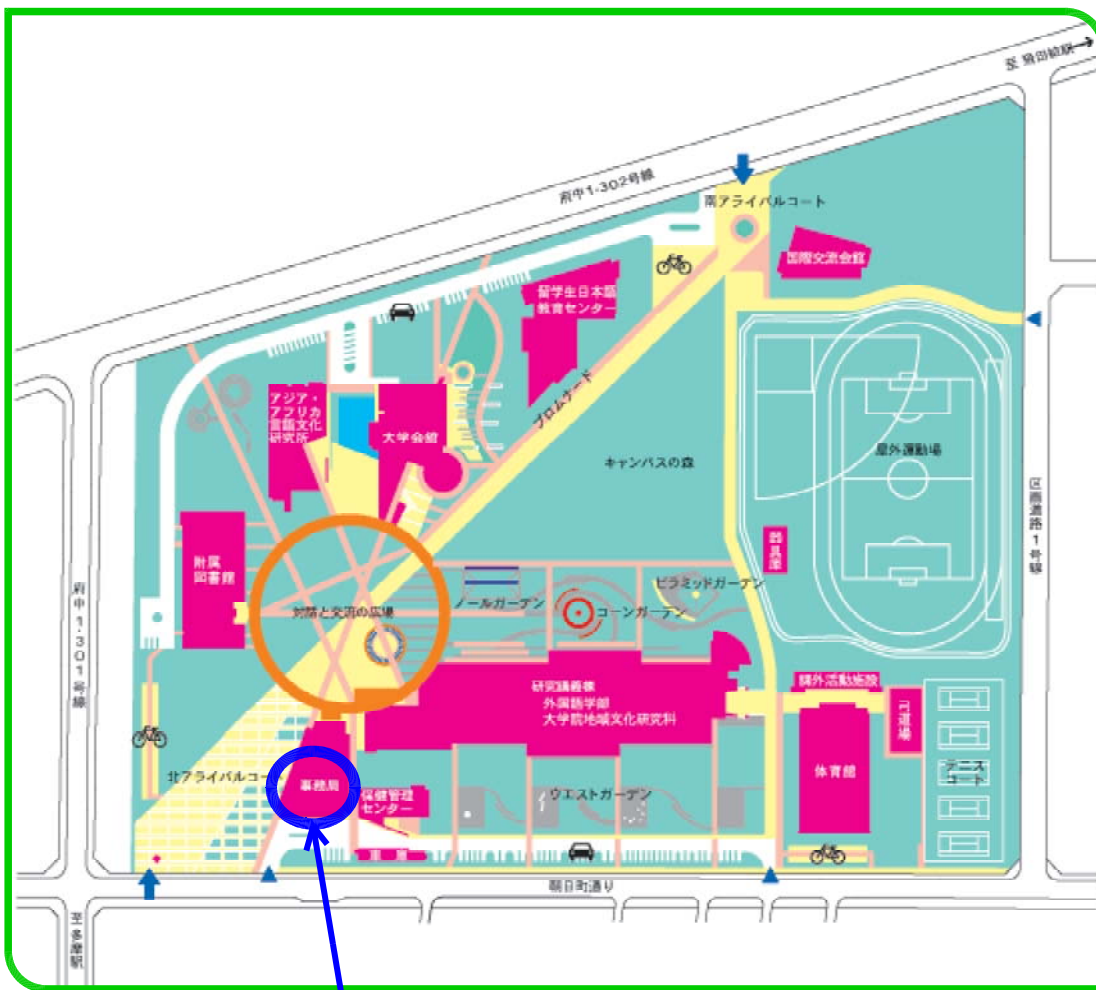 至 飛田給駅
府中1-302号線
南アライバルコート
国際交流会館
留学生日本語
教育センター
プロムナード
アジア・
アフリカ
言語文化
研究所
大学会館
キャンパスの森
屋外運動場
区画道路1号線
器具庫
附属
図書館
対話と交流の広場
ノールガーデン
コーンガーデン
ピラミッドガーデン
府中1-301号線
研究講義棟
外国語学部
大学院地域文化研究科
課外活動施設
弓道場
北アライバルコート
事務局
保健管理
センター
ウエストガーデン
体育館
テニス
コート
車庫
朝日町通り
至多摩駅